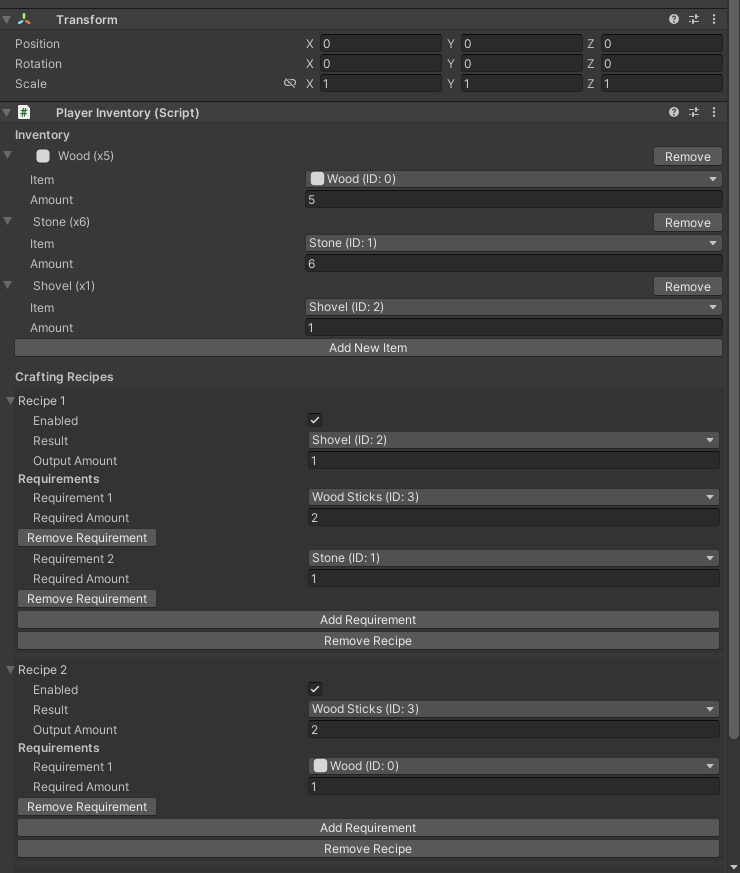 Transform
Position X 0 Y 0 Z 0
Rotation X 0 Y 0 Z 0
Scale X 1 Y 1 Z 1
# Player Inventory (Script)
Inventory
Wood (x5) Remove
Item Wood (ID: 0)
Amount 5
Stone (x6) Remove
Item Stone (ID: 1)
Amount 6
Shovel (x1) Remove
Item Shovel (ID: 2)
Amount 1
Add New Item
Crafting Recipes
Recipe 1
Enabled
Result Shovel (ID: 2)
Output Amount 1
Requirements
Requirement 1 Wood Sticks (ID: 3)
Required Amount 2
Remove Requirement
Requirement 2 Stone (ID: 1)
Required Amount 1
Remove Requirement
Add Requirement
Remove Recipe
Recipe 2
Enabled
Result Wood Sticks (ID: 3)
Output Amount 2
Requirements
Requirement 1 Wood (ID: 0)
Required Amount 1
Remove Requirement
Add Requirement
Remove Recipe